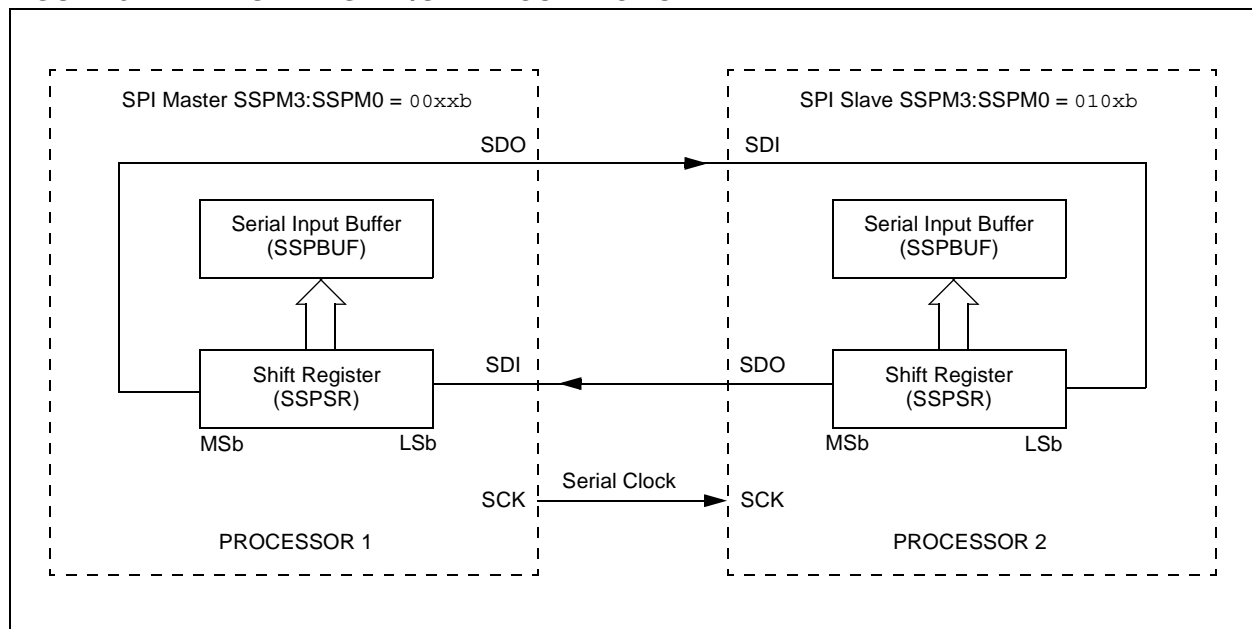 SPI Master SSPM3:SSPM0 = 00xxb
SPI Slave SSPM3:SSPM0 = 010xb
SDO
SDI
Serial Input Buffer
(SSPBUF)
Serial Input Buffer
(SSPBUF)
SDI
SDO
Shift Register
(SSPSR)
Shift Register
(SSPSR)
MSb
LSb
MSb
LSb
Serial Clock
SCK
SCK
PROCESSOR 1
PROCESSOR 2